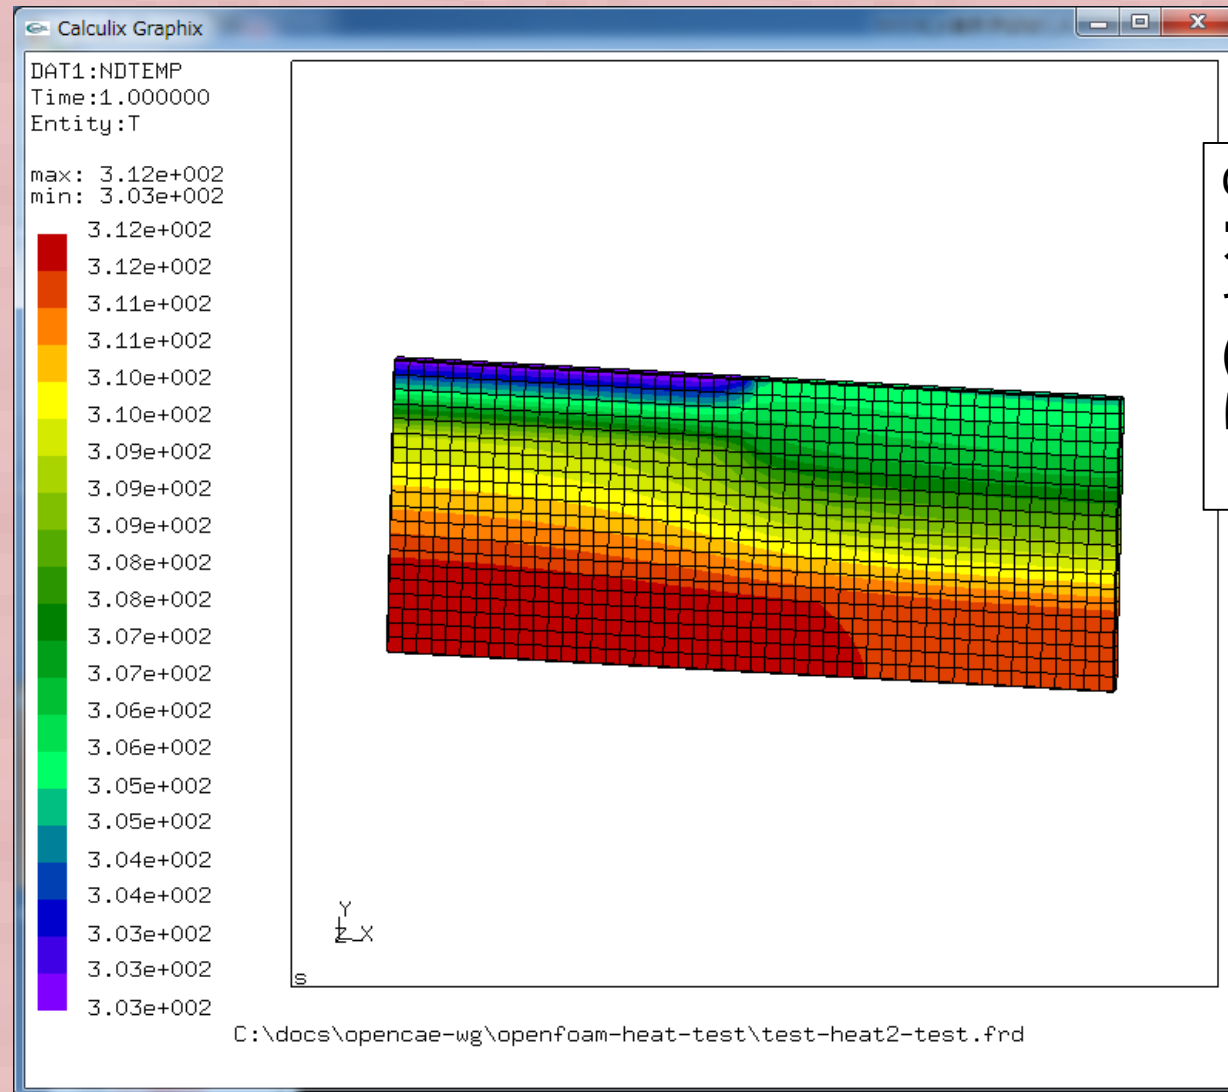 Calculix Graphix
DAT1:NDTEMP
Time:1.000000
Entity:T
max: 3.12e+002
min: 3.03e+002
3.12e+002
3.12e+002
3.11e+002
3.11e+002
3.10e+002
3.10e+002
3.09e+002
3.09e+002
3.09e+002
3.08e+002
3.08e+002
3.07e+002
3.07e+002
3.06e+002
3.06e+002
3.05e+002
3.05e+002
3.04e+002
3.04e+002
3.03e+002
3.03e+002
3.03e+002
Y
Z X
s
C:\docs\opencae-wg\openfoam-heat-test\test-heat2-test.frd